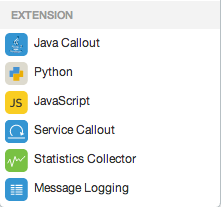 EXTENSION
Java Callout
Python
JS JavaScript
Service Callout
Statistics Collector
Message Logging